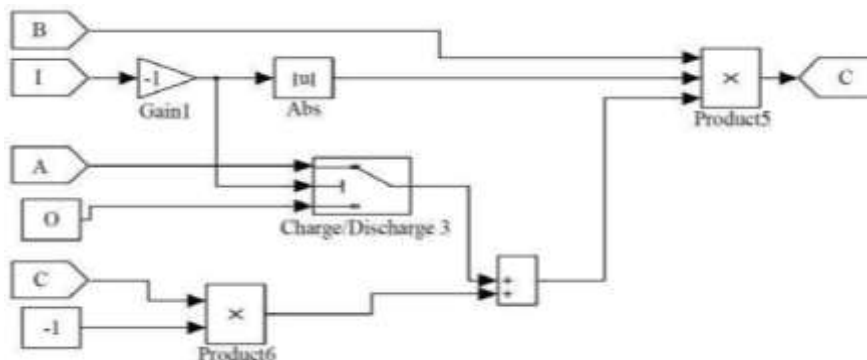 B
I
-1
Gain1
|u|
Abs
×
Product5
C
A
O
Charge/Discharge 3
+
+
C
-1
×
Product6